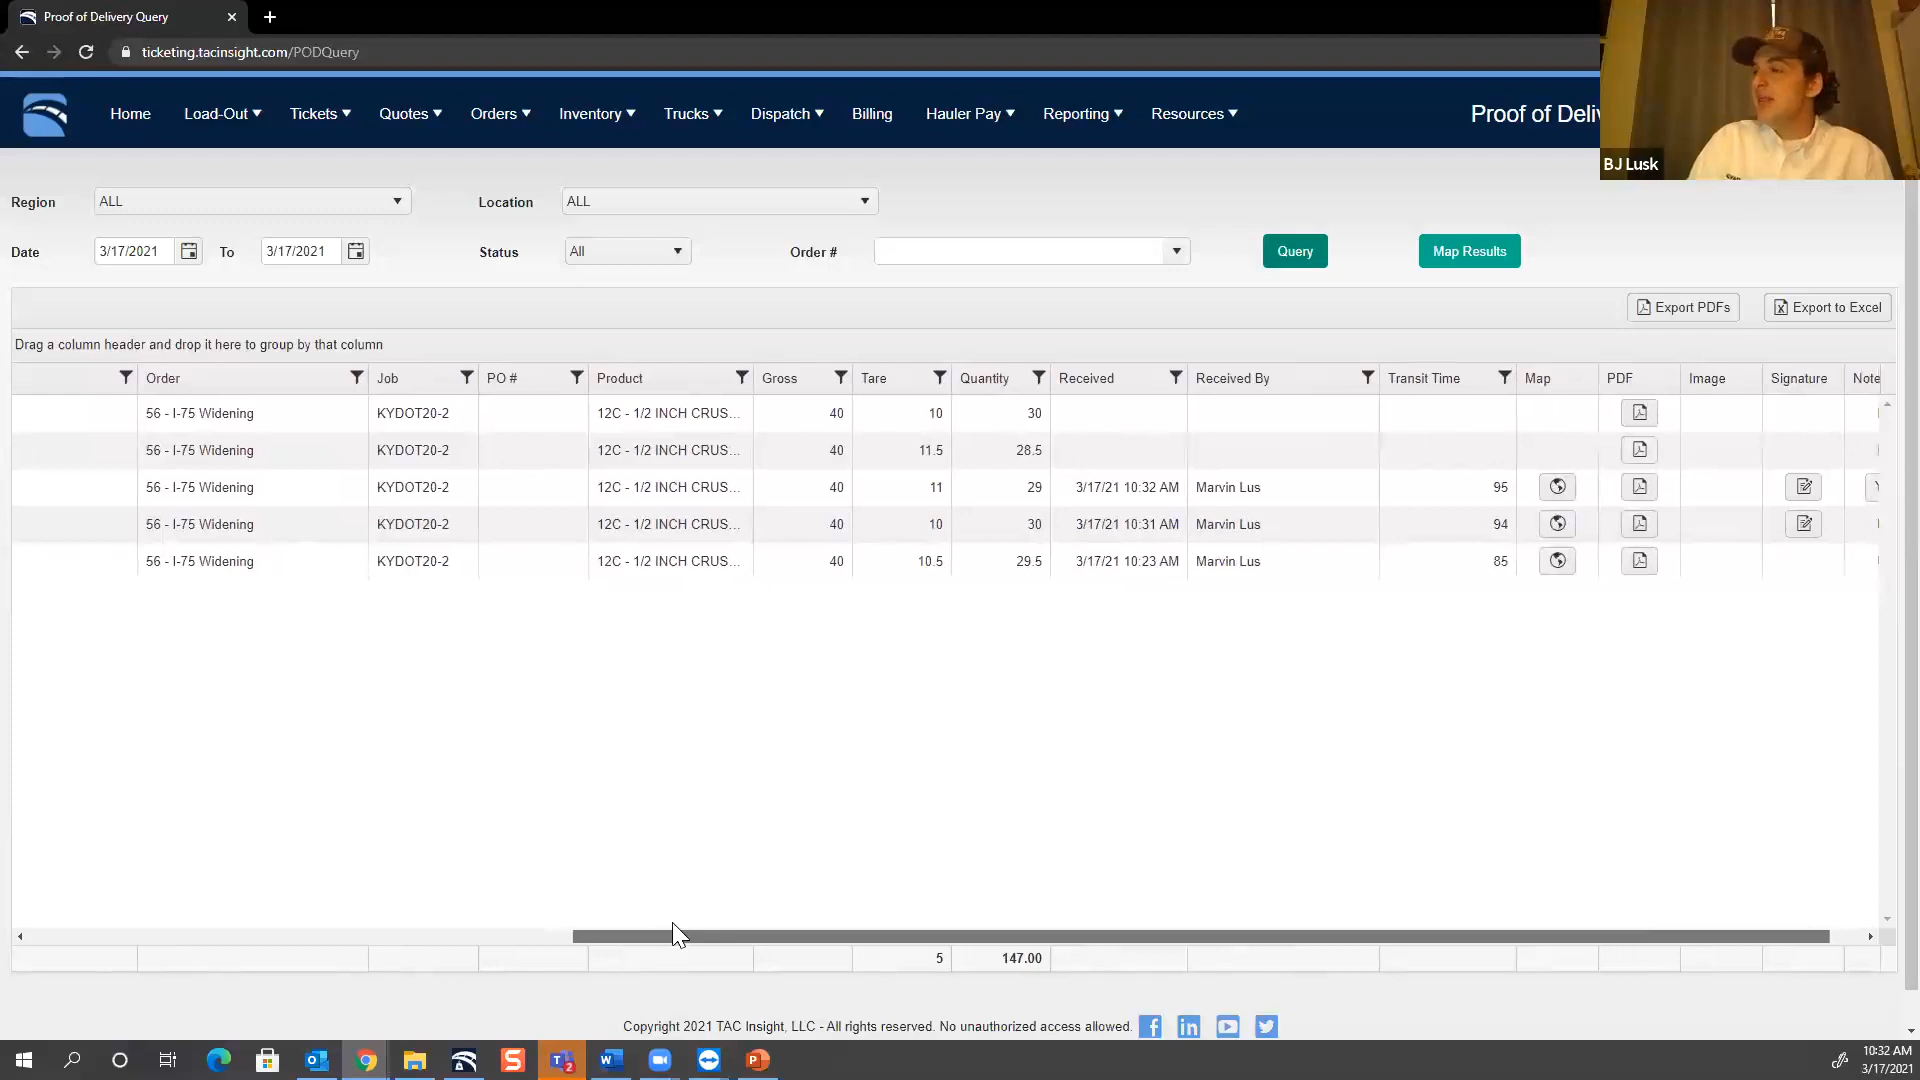 Proof of Delivery Query
ticketing.tacinsight.com/PODQuery
Home Load-Out Tickets Quotes Orders Inventory Trucks Dispatch Billing Hauler Pay Reporting Resources Proof of Deliv
BJ Lusk
Region ALL Location ALL
Date 3/17/2021 To 3/17/2021 Status All Order # Query Map Results
Export PDFs Export to Excel
Drag a column header and drop it here to group by that column
Order Job PO # Product Gross Tare Quantity Received Received By Transit Time Map PDF Image Signature Note
56 - I-75 Widening KYDOT20-2 12C - 1/2 INCH CRUS... 40 10 30
56 - I-75 Widening KYDOT20-2 12C - 1/2 INCH CRUS... 40 11.5 28.5
56 - I-75 Widening KYDOT20-2 12C - 1/2 INCH CRUS... 40 11 29 3/17/21 10:32 AM Marvin Lus 95
56 - I-75 Widening KYDOT20-2 12C - 1/2 INCH CRUS... 40 10 30 3/17/21 10:31 AM Marvin Lus 94
56 - I-75 Widening KYDOT20-2 12C - 1/2 INCH CRUS... 40 10.5 29.5 3/17/21 10:23 AM Marvin Lus 85
5 147.00
Copyright 2021 TAC Insight, LLC - All rights reserved. No unauthorized access allowed.
10:32 AM
3/17/2021